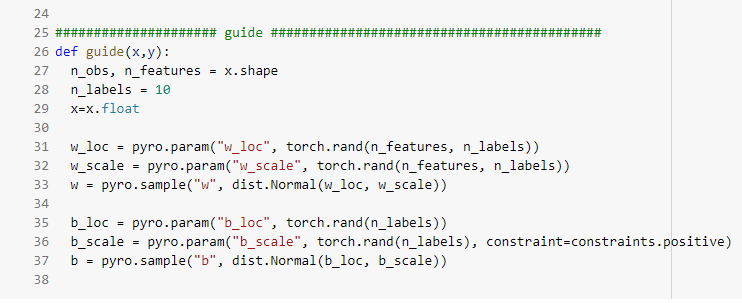 24
25 ##################### guide ###########################################
26 def guide(x,y):
27 n_obs, n_features = x.shape
28 n_labels = 10
29 x=x.float
30
31 w_loc = pyro.param("w_loc", torch.rand(n_features, n_labels))
32 w_scale = pyro.param("w_scale", torch.rand(n_features, n_labels))
33 w = pyro.sample("w", dist.Normal(w_loc, w_scale))
34
35 b_loc = pyro.param("b_loc", torch.rand(n_labels))
36 b_scale = pyro.param("b_scale", torch.rand(n_labels), constraint=constraints.positive)
37 b = pyro.sample("b", dist.Normal(b_loc, b_scale))
38